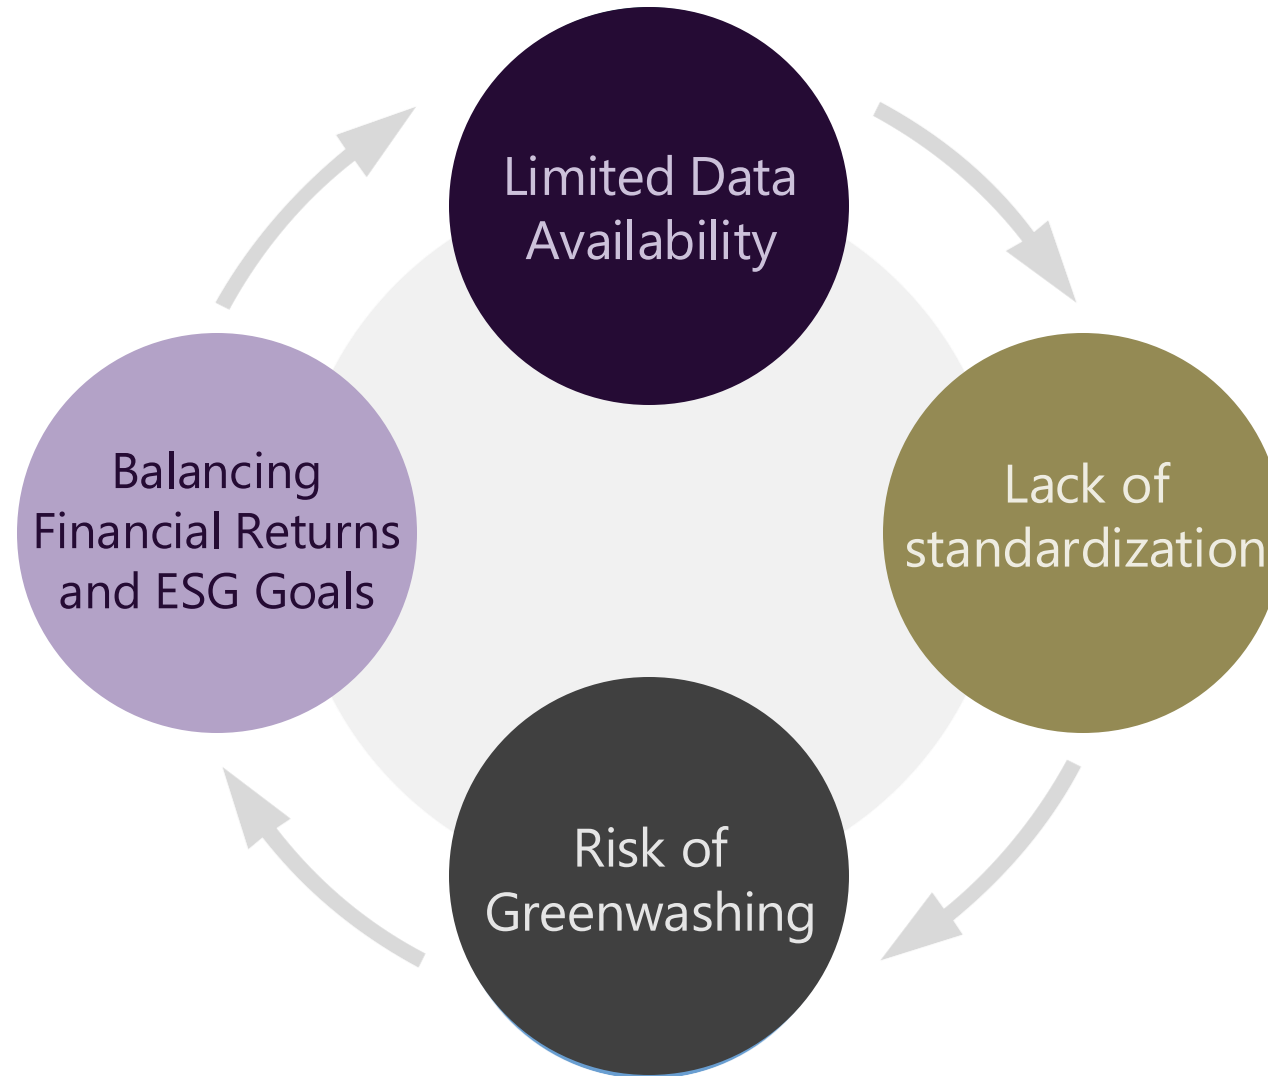 Limited Data
Availability
Lack of
standardization
Risk of
Greenwashing
Balancing
Financial Returns
and ESG Goals